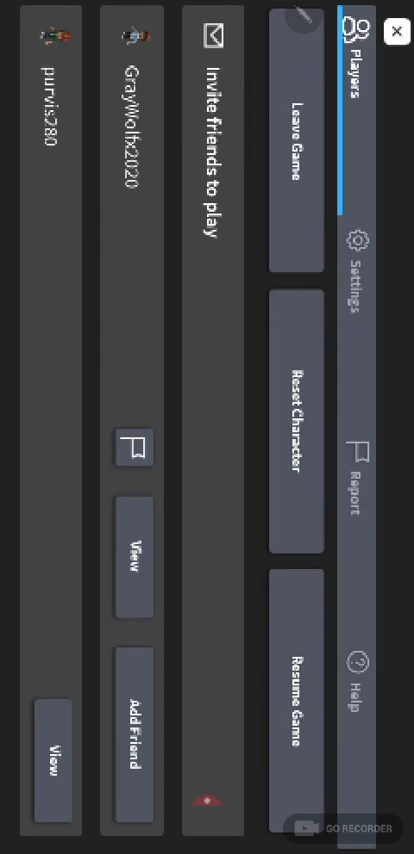 Players
Settings
Report
Help
Leave Game
Reset Character
Resume Game
Invite friends to play
GrayWolfx2020
View
Add Friend
purvis280
View
GO RECORDER